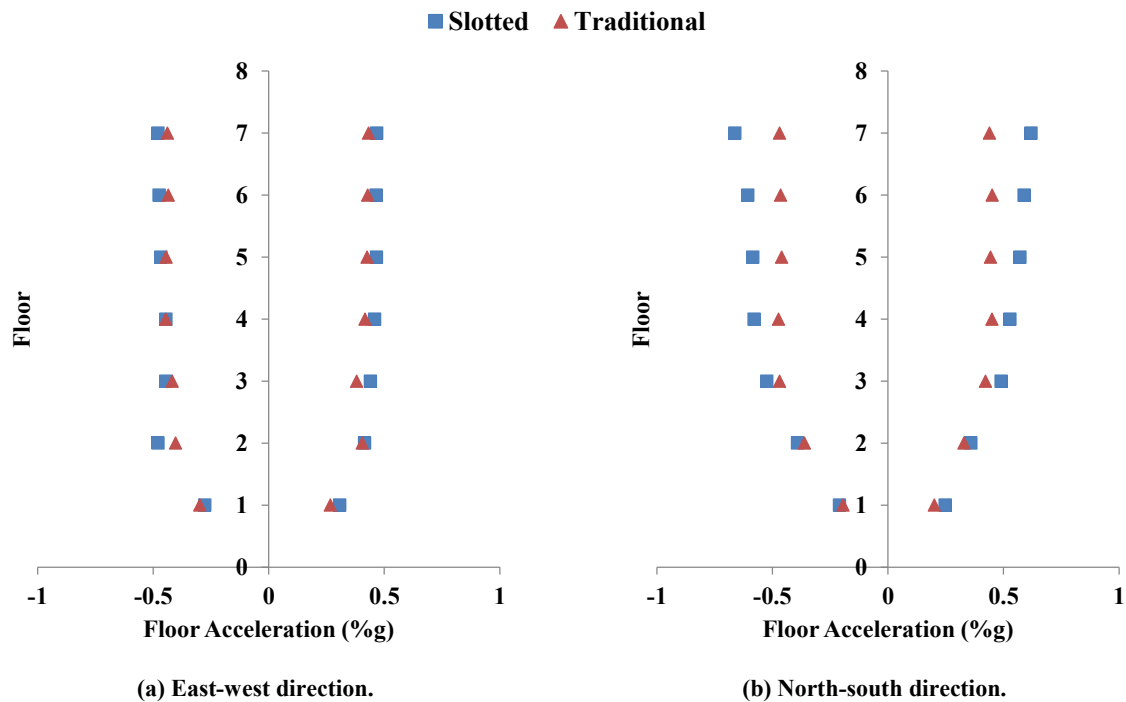 Slotted Traditional
8
7
6
5
4
3
2
1
0
Floor
-1 -0.5 0 0.5 1
Floor Acceleration (%g)
(a) East-west direction.
8
7
6
5
4
3
2
1
0
Floor
-1 -0.5 0 0.5 1
Floor Acceleration (%g)
(b) North-south direction.